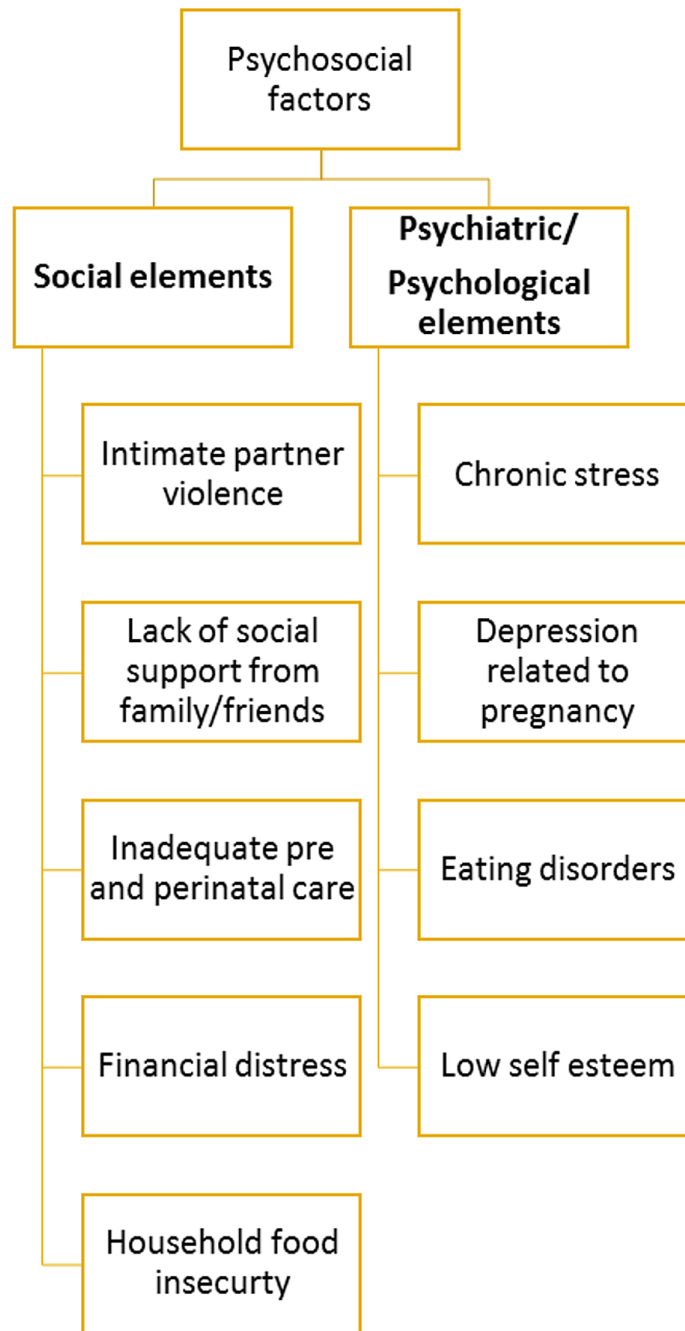 Psychosocial
factors
Social elements
Psychiatric/
Psychological
elements
Intimate partner
violence
Lack of social
support from
family/friends
Inadequate pre
and perinatal care
Financial distress
Household food
insecurty
Chronic stress
Depression
related to
pregnancy
Eating disorders
Low self esteem